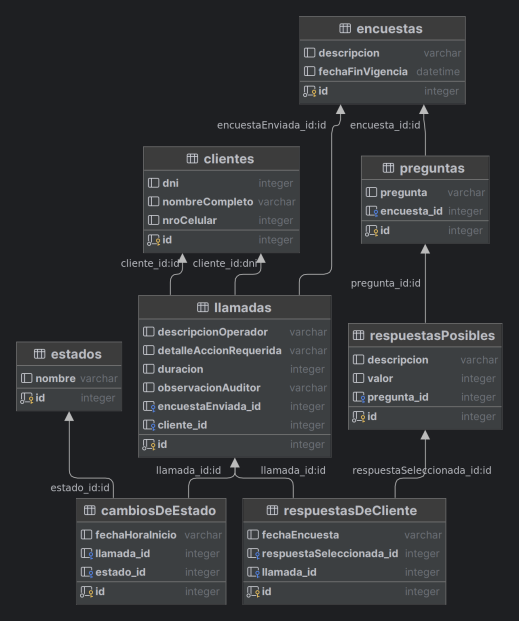 encuestas
descripcion varchar
fechaFinVigencia datetime
id integer
encuestaEnviada_id:id
encuesta_id:id
clientes
dni integer
nombreCompleto varchar
nroCelular integer
id integer
preguntas
pregunta varchar
encuesta_id integer
id integer
cliente_id:id
cliente_id:dni
pregunta_id:id
llamadas
descripcionOperador varchar
detalleAccionRequerida varchar
duracion integer
observacionAuditor varchar
encuestaEnviada_id integer
cliente_id integer
id integer
respuestasPosibles
descripcion varchar
valor integer
pregunta_id integer
id integer
estados
nombre varchar
id integer
llamada_id:id
llamada_id:id
respuestaSeleccionada_id:id
estado_id:id
cambiosDeEstado
fechaHoraInicio varchar
llamada_id integer
estado_id integer
id integer
respuestasDeCliente
fechaEncuesta varchar
respuestaSeleccionada_id integer
llamada_id integer
id integer